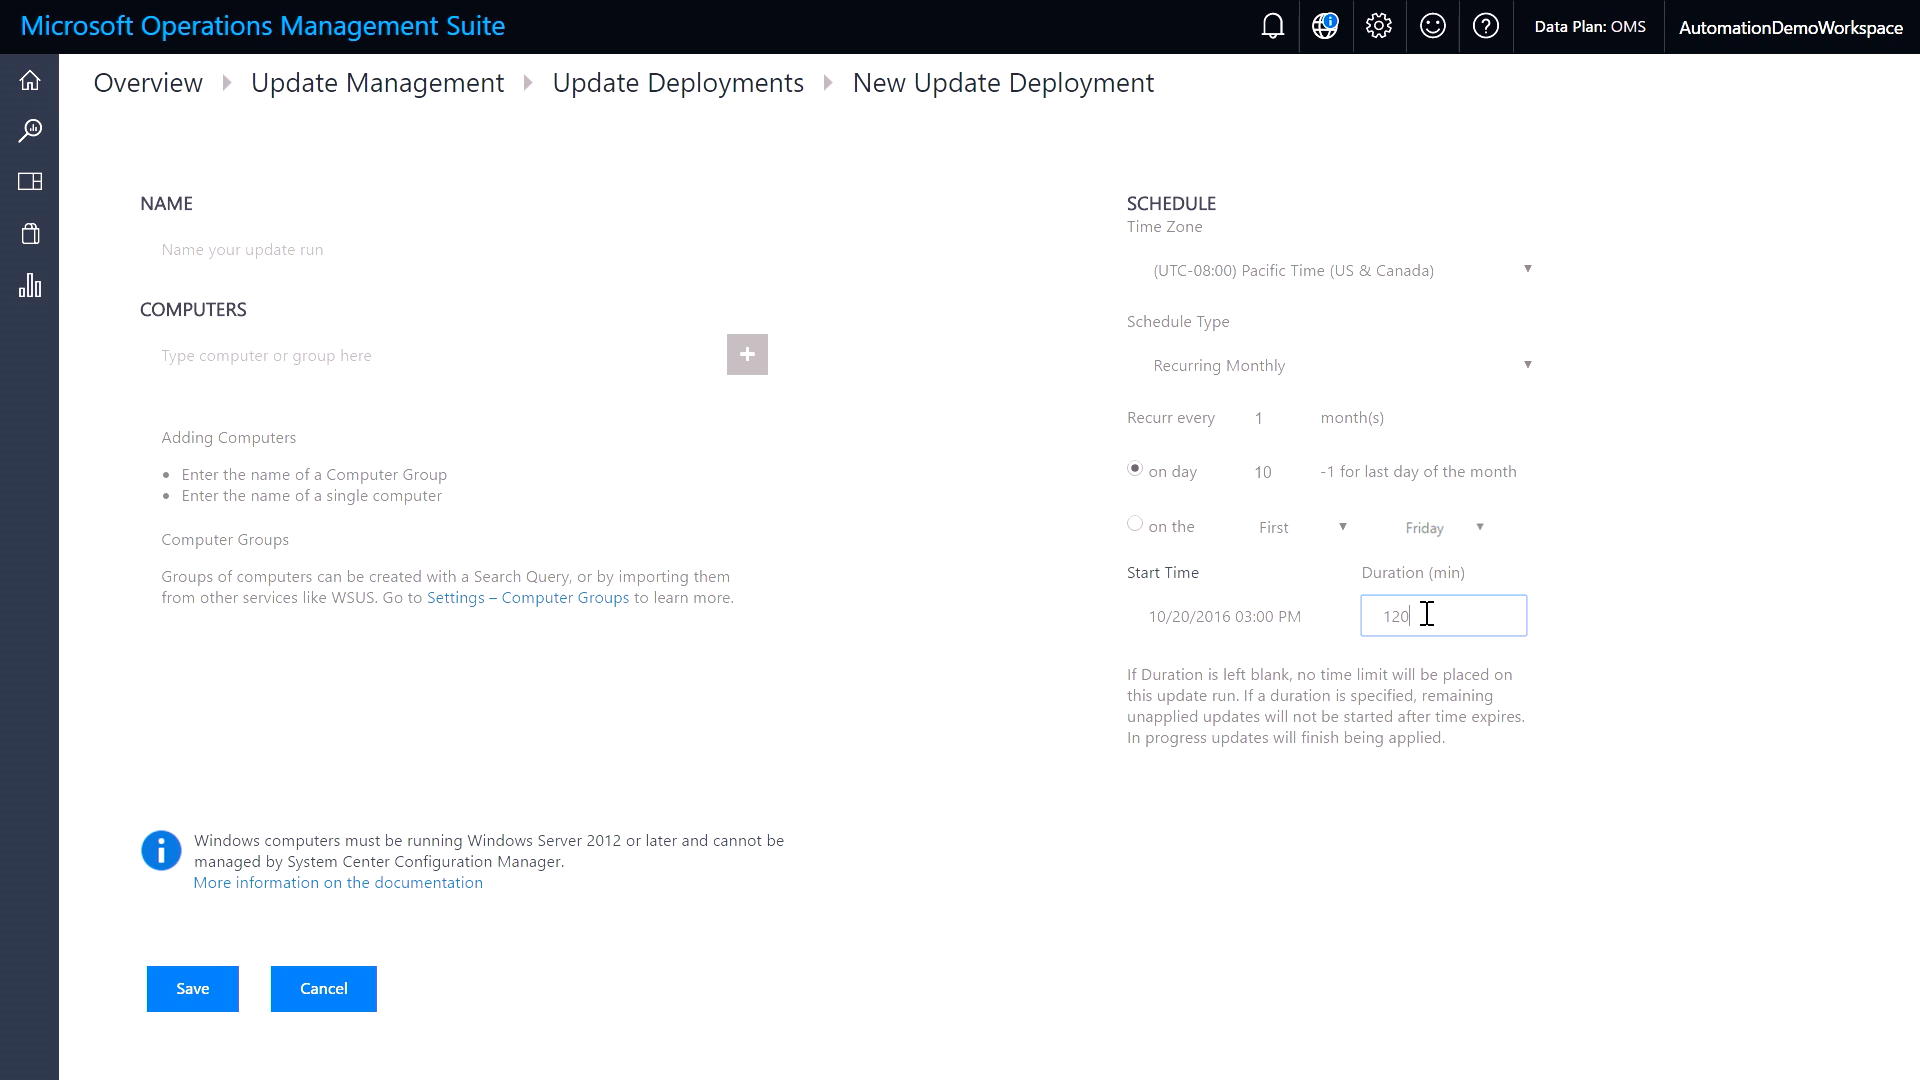 Microsoft Operations Management Suite
Data Plan: OMS
AutomationDemoWorkspace
Overview
Update Management
Update Deployments
New Update Deployment
NAME
Name your update run
COMPUTERS
Type computer or group here
Adding Computers
• Enter the name of a Computer Group
• Enter the name of a single computer
Computer Groups
Groups of computers can be created with a Search Query, or by importing them
from other services like WSUS. Go to Settings – Computer Groups to learn more.
SCHEDULE
Time Zone
(UTC-08:00) Pacific Time (US & Canada)
Schedule Type
Recurring Monthly
Recurr every 1 month(s)
on day 10 -1 for last day of the month
on the First Friday
Start Time Duration (min)
10/20/2016 03:00 PM 120
If Duration is left blank, no time limit will be placed on
this update run. If a duration is specified, remaining
unapplied updates will not be started after time expires.
In progress updates will finish being applied.
Windows computers must be running Windows Server 2012 or later and cannot be
managed by System Center Configuration Manager.
More information on the documentation
Save
Cancel